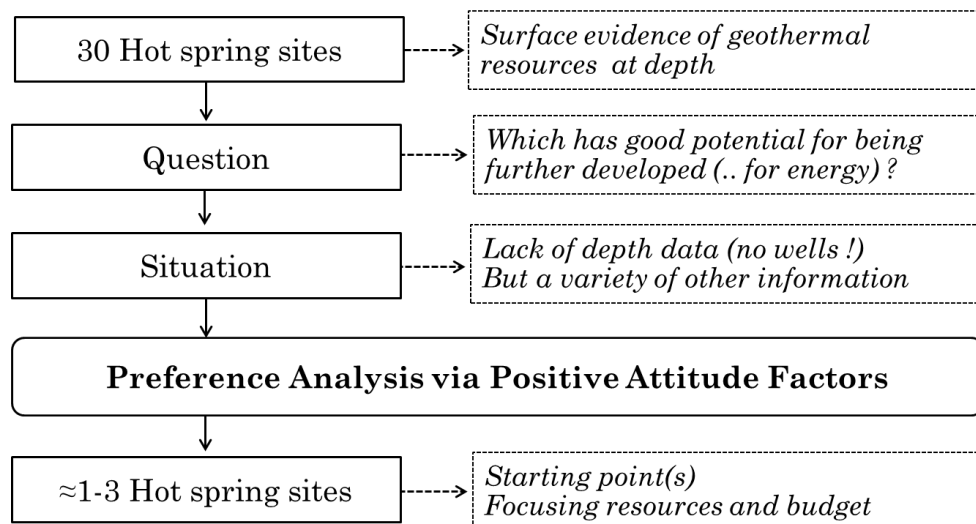 30 Hot spring sites
Surface evidence of geothermal
resources at depth
Question
Which has good potential for being
further developed (.. for energy) ?
Situation
Lack of depth data (no wells !)
But a variety of other information
Preference Analysis via Positive Attitude Factors
≈1-3 Hot spring sites
Starting point(s)
Focusing resources and budget